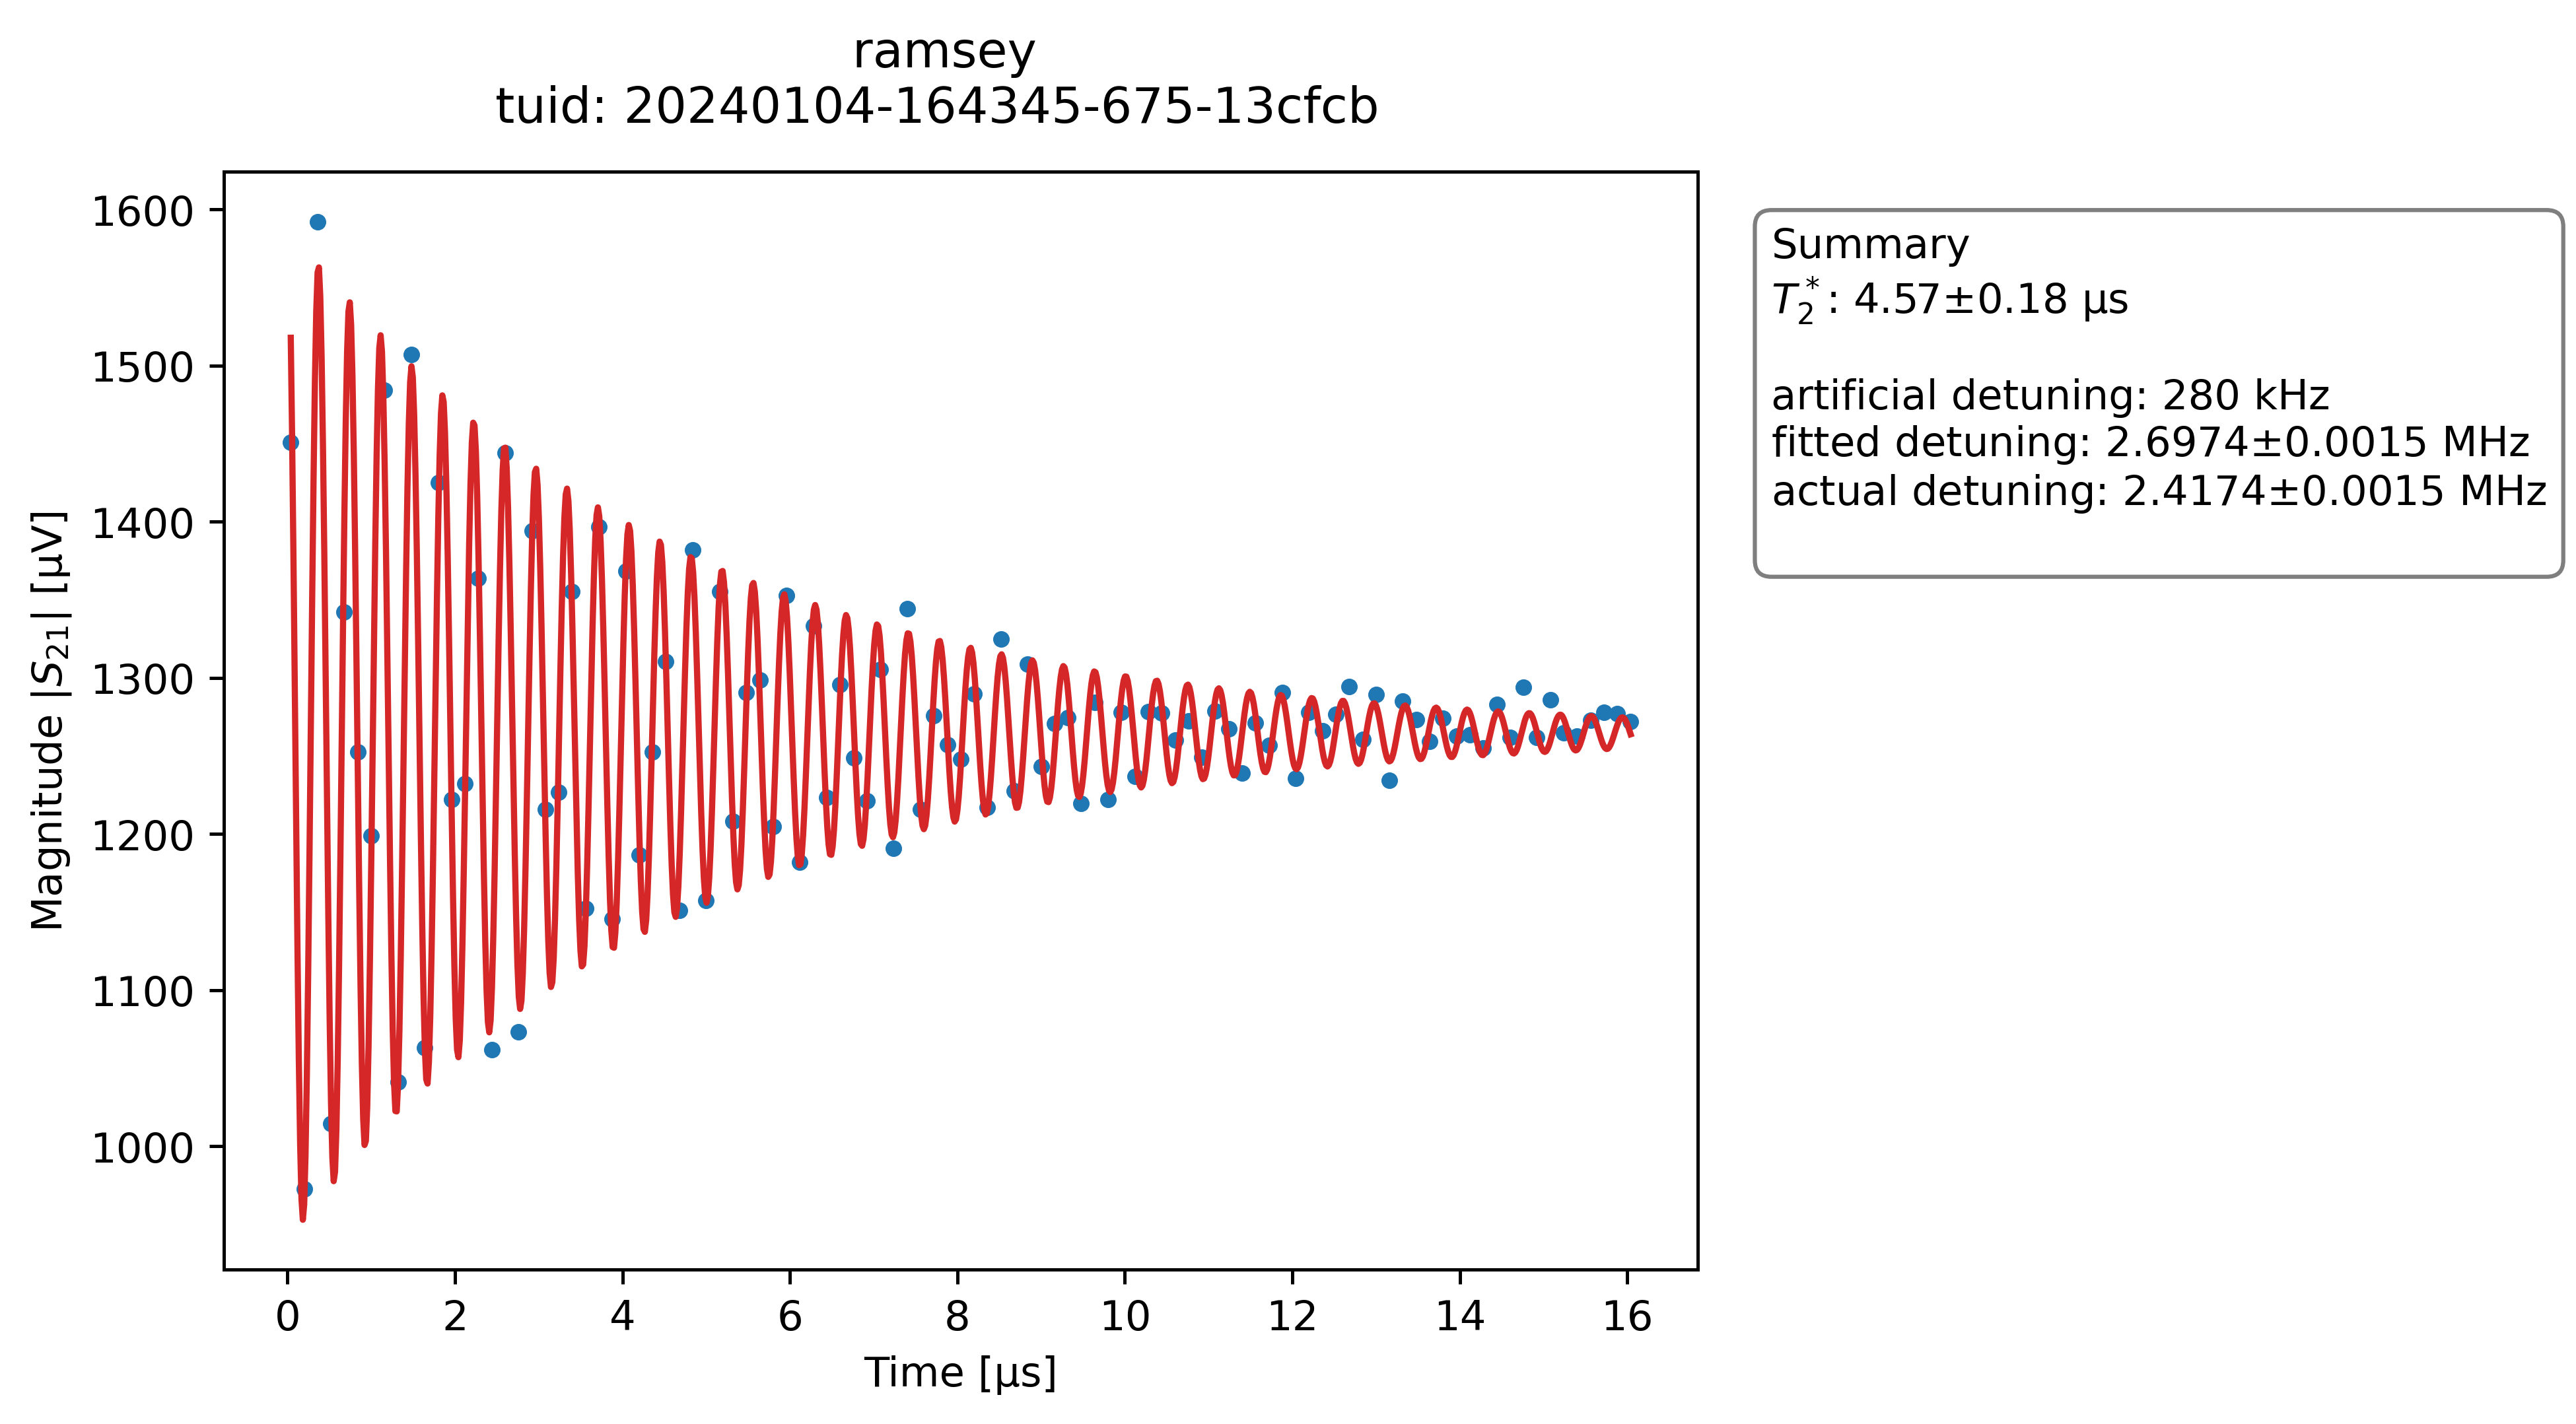 ramsey
tuid: 20240104-164345-675-13cfcb
1600
1500
1400
1300
1200
1100
1000
Magnitude |S₂₁| [µV]
0 2 4 6 8 10 12 14 16
Time [µs]
Summary
T₂*: 4.57±0.18 µs
artificial detuning: 280 kHz
fitted detuning: 2.6974±0.0015 MHz
actual detuning: 2.4174±0.0015 MHz